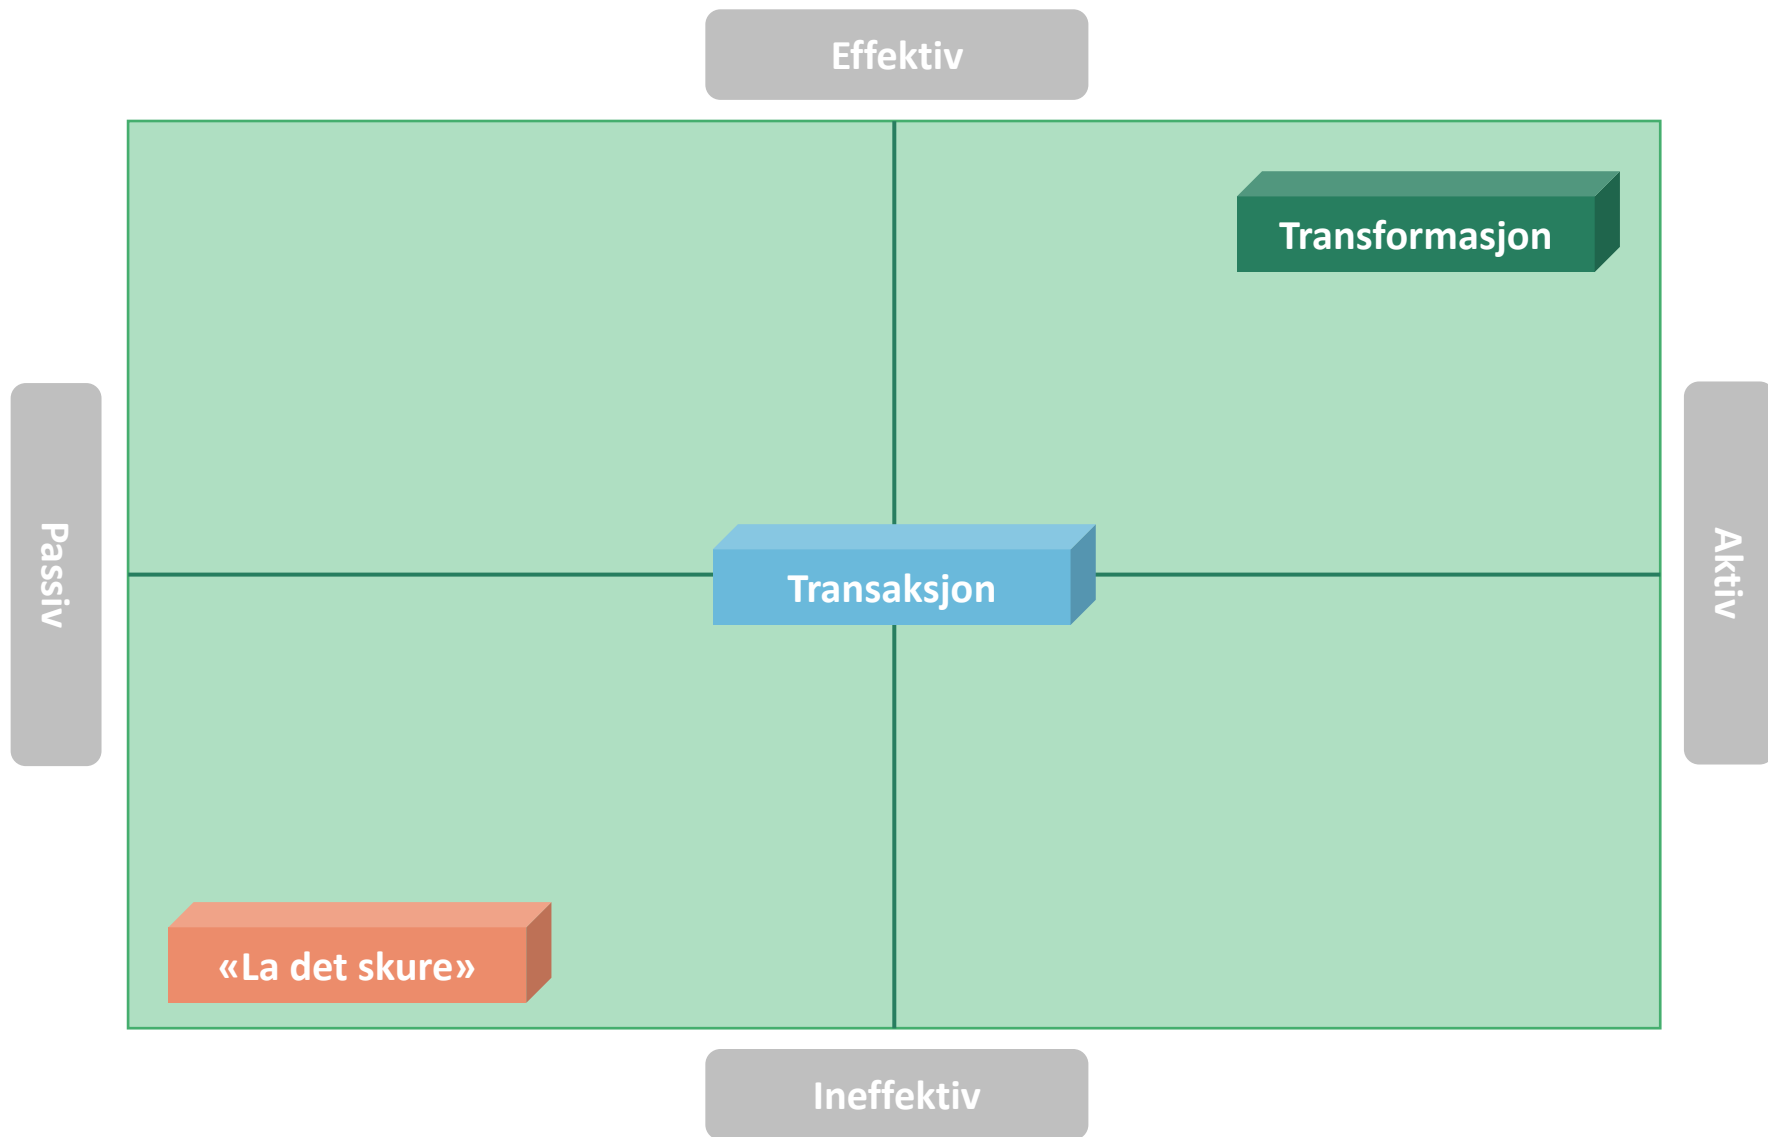 Effektiv
Transformasjon
Passiv
Aktiv
Transaksjon
«La det skure»
Ineffektiv